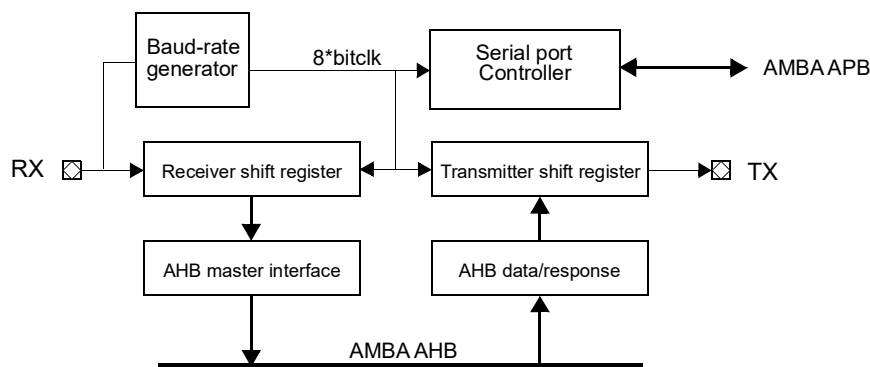 Baud-rate
generator
8*bitclk
Serial port
Controller
AMBA APB
RX
Receiver shift register
Transmitter shift register
TX
AHB master interface
AHB data/response
AMBA AHB